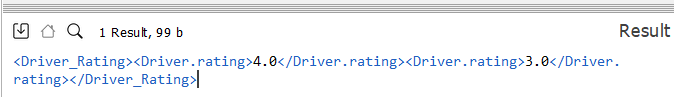 1 Result, 99 b
Result
<Driver_Rating><Driver.rating>4.0</Driver.rating><Driver.rating>3.0</Driver.
rating></Driver_Rating>